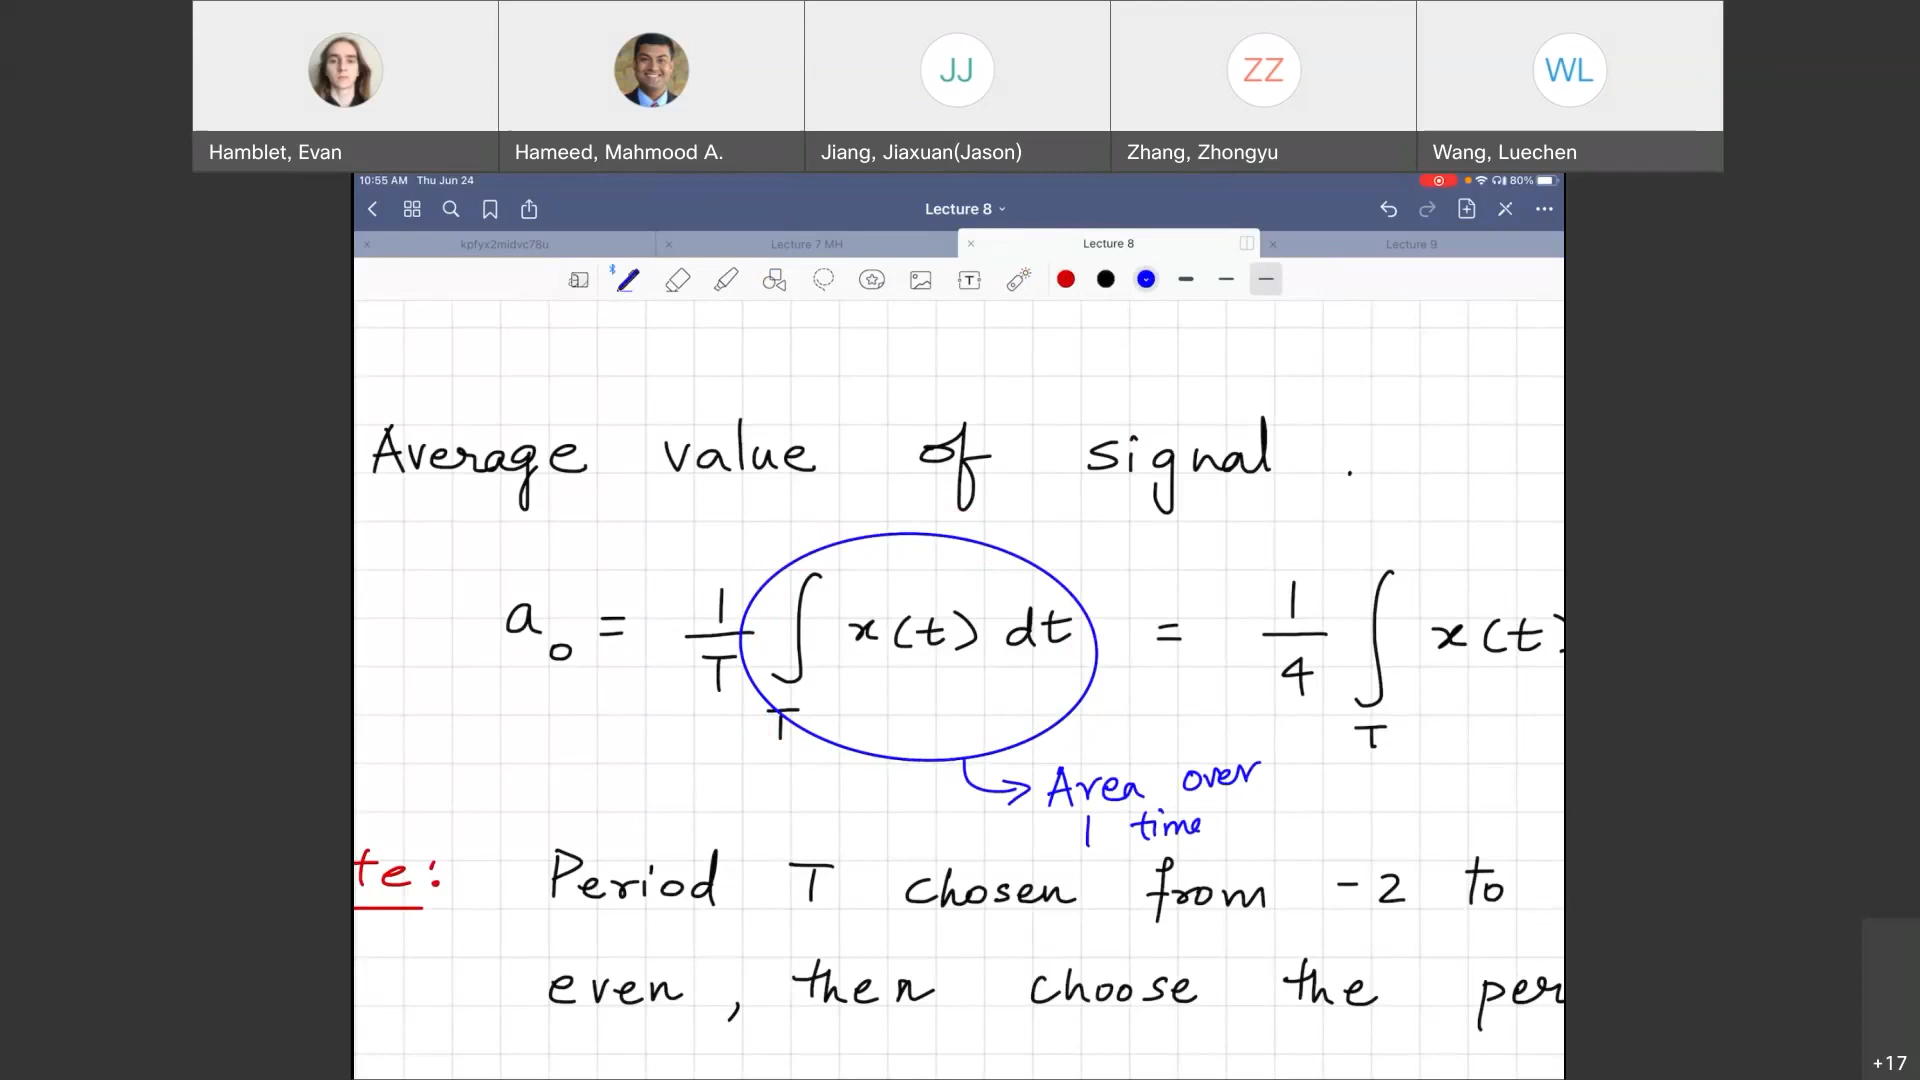 JJ
ZZ
WL
Hamblet, Evan
Hameed, Mahmood A.
Jiang, Jiaxuan(Jason)
Zhang, Zhongyu
Wang, Luechen
10:55 AM Thu Jun 24
80%
Lecture 8
kpfyx2midvc78u
Lecture 7 MH
Lecture 8
Lecture 9
Average value of signal .
a₀ = 1/T ∫T x(t) dt = 1/4 ∫T x(t)
Area over
1 time
te: Period T chosen from -2 to
even, then choose the per
+17